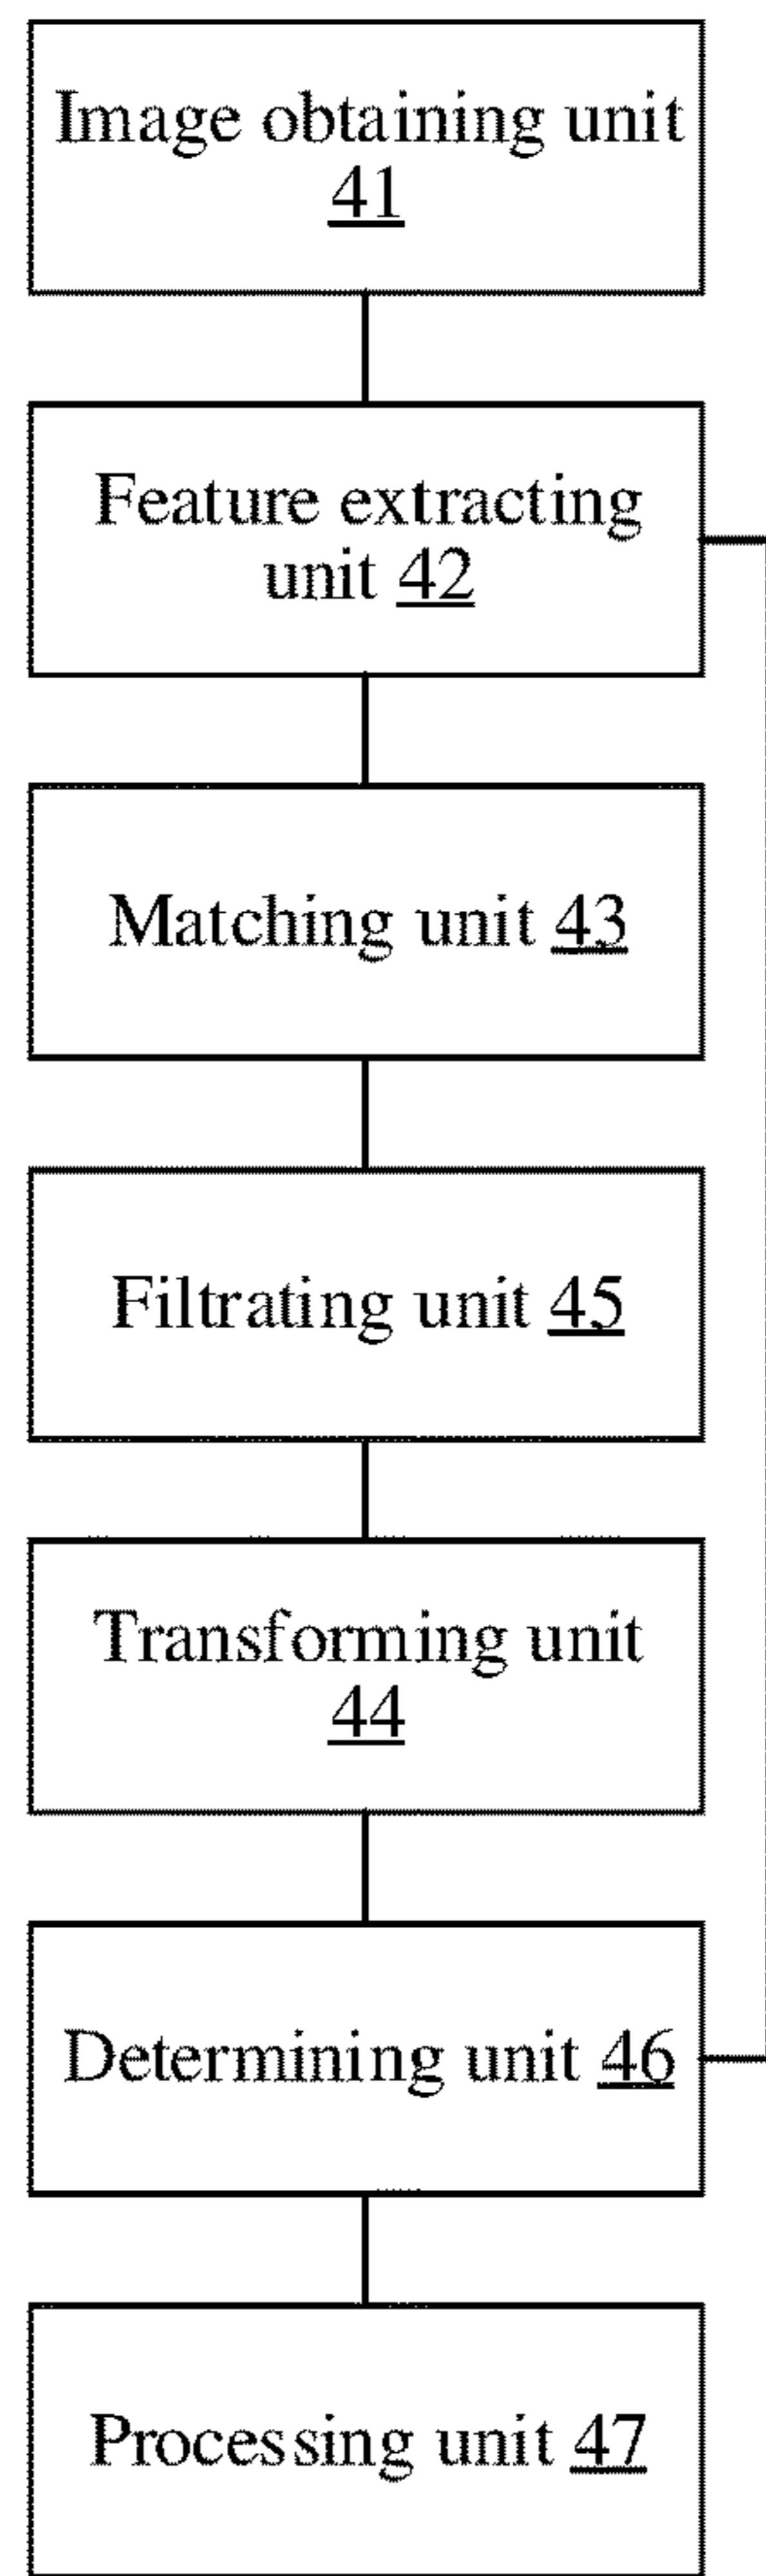 Image obtaining unit
41
Feature extracting
unit 42
Matching unit 43
Filtrating unit 45
Transforming unit
44
Determining unit 46
Processing unit 47